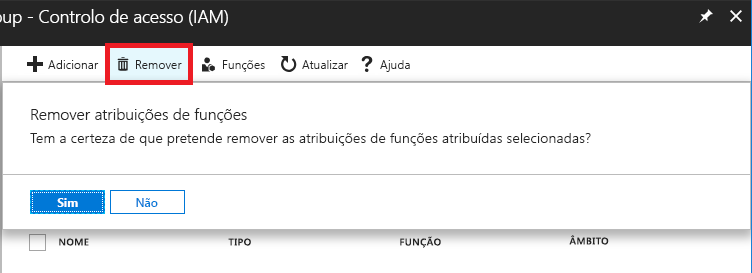 oup - Controlo de acesso (IAM)
Adicionar Remover Funções Atualizar Ajuda
Remover atribuições de funções
Tem a certeza de que pretende remover as atribuições de funções atribuídas selecionadas?
Sim Não
NOME TIPO FUNÇÃO ÂMBITO